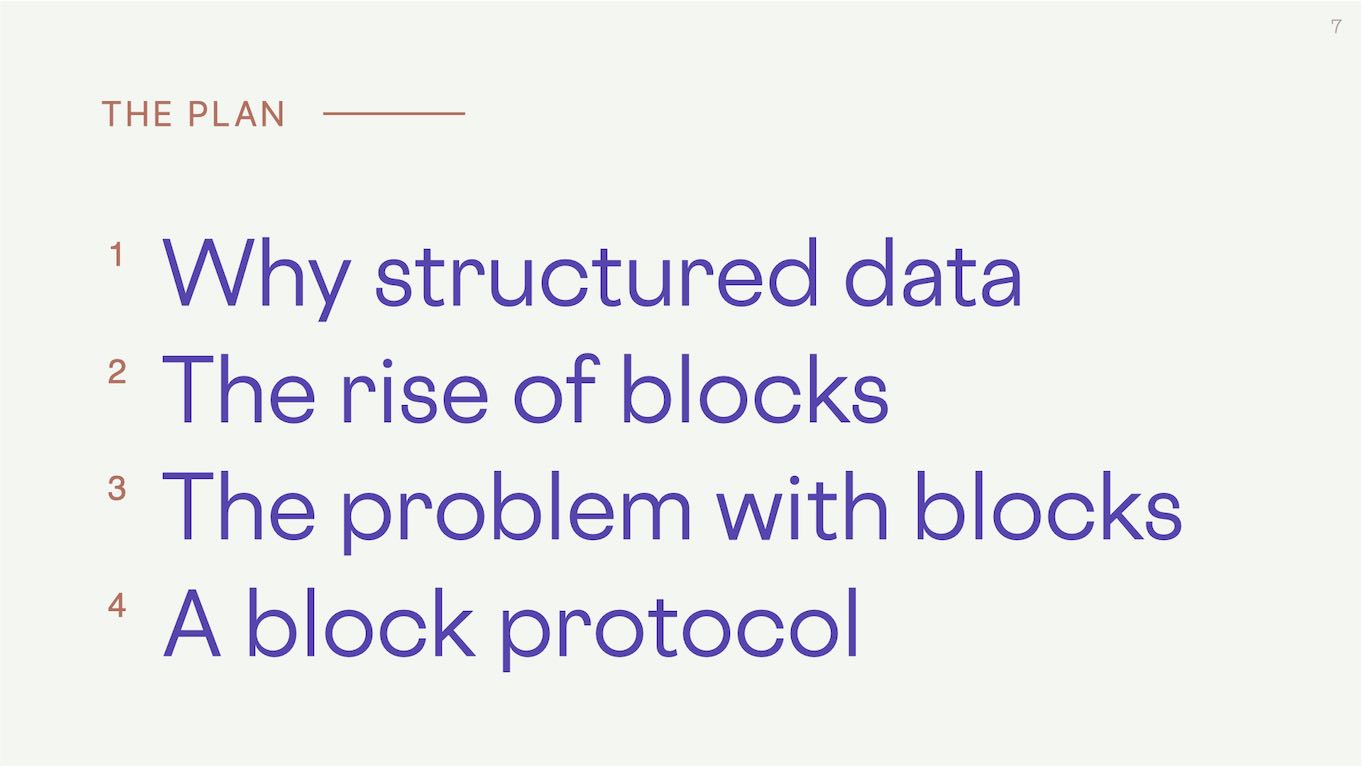 7
THE PLAN
1 Why structured data
2 The rise of blocks
3 The problem with blocks
4 A block protocol